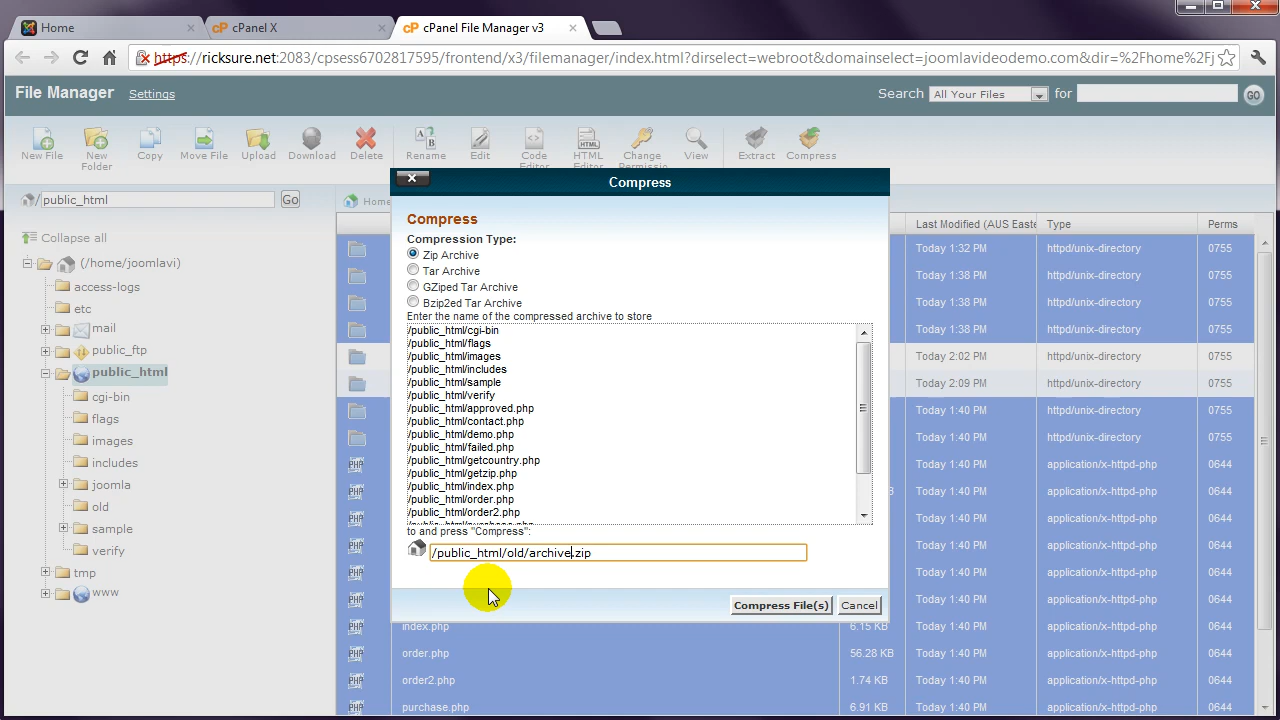 Home
cPanel X
cPanel File Manager v3
https://ricksure.net:2083/cpsess6702817595/frontend/x3/filemanager/index.html?dirselect=webroot&domainselect=joomlavideodemo.com&dir=%2Fhome%2Fj
File Manager Settings
Search All Your Files for GO
New File
New Folder
Copy
Move File
Upload
Download
Delete
Rename
Edit
Code Editor
HTML Editor
Change
View
Extract
Compress
/ public_html Go
Collapse all
(/home/joomlavi)
access-logs
etc
mail
public_ftp
public_html
cgi-bin
flags
images
includes
joomla
old
sample
verify
tmp
www
Home
Compress
Compress
Compression Type:
Zip Archive
Tar Archive
GZiped Tar Archive
Bzip2ed Tar Archive
Enter the name of the compressed archive to store
/public_html/cgi-bin
/public_html/flags
/public_html/images
/public_html/includes
/public_html/sample
/public_html/verify
/public_html/approved.php
/public_html/contact.php
/public_html/demo.php
/public_html/failed.php
/public_html/getcountry.php
/public_html/getzip.php
/public_html/index.php
/public_html/order.php
/public_html/order2.php
to and press "Compress":
/public_html/old/archive.zip
Compress File(s) Cancel
Last Modified (AUS Easte Type Perms
Today 1:32 PM httpd/unix-directory 0755
Today 1:38 PM httpd/unix-directory 0755
Today 1:38 PM httpd/unix-directory 0755
Today 1:38 PM httpd/unix-directory 0755
Today 2:02 PM httpd/unix-directory 0755
Today 2:09 PM httpd/unix-directory 0755
Today 1:40 PM httpd/unix-directory 0755
Today 1:40 PM httpd/unix-directory 0755
Today 1:40 PM application/x-httpd-php 0644
Today 1:40 PM application/x-httpd-php 0644
Today 1:40 PM application/x-httpd-php 0644
Today 1:40 PM application/x-httpd-php 0644
Today 1:40 PM application/x-httpd-php 0644
Today 1:40 PM application/x-httpd-php 0644
index.php 6.15 KB Today 1:40 PM application/x-httpd-php 0644
order.php 56.28 KB Today 1:40 PM application/x-httpd-php 0644
order2.php 1.74 KB Today 1:40 PM application/x-httpd-php 0644
purchase.php 6.91 KB Today 1:40 PM application/x-httpd-php 0644